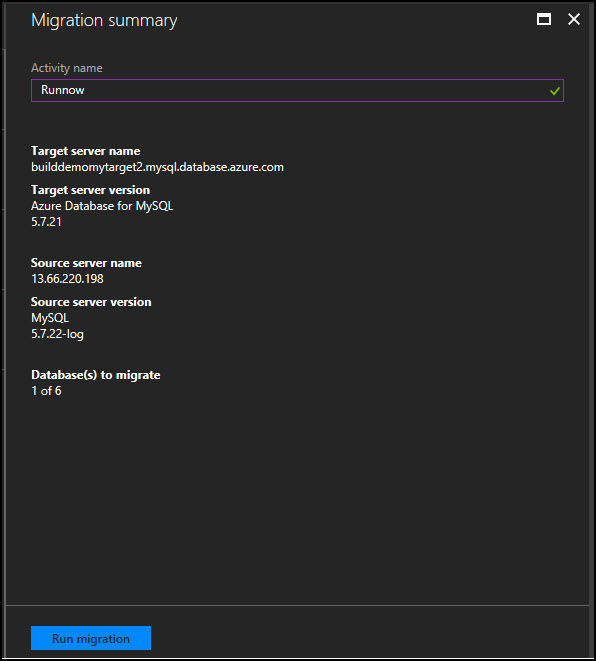 Migration summary
Activity name
Runnow
Target server name
builddemomytarget2.mysql.database.azure.com
Target server version
Azure Database for MySQL
5.7.21
Source server name
13.66.220.198
Source server version
MySQL
5.7.22-log
Database(s) to migrate
1 of 6
Run migration